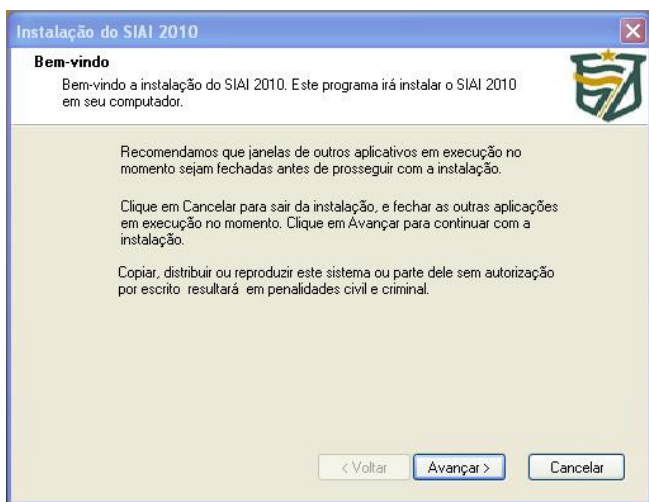 Instalação do SIAI 2010
Bem-vindo
Bem-vindo a instalação do SIAI 2010. Este programa irá instalar o SIAI 2010
em seu computador.
Recomendamos que janelas de outros aplicativos em execução no
momento sejam fechadas antes de prosseguir com a instalação.
Clique em Cancelar para sair da instalação, e fechar as outras aplicações
em execução no momento. Clique em Avançar para continuar com a
instalação.
Copiar, distribuir ou reproduzir este sistema ou parte dele sem autorização
por escrito resultará em penalidades civil e criminal.
< Voltar Avançar > Cancelar